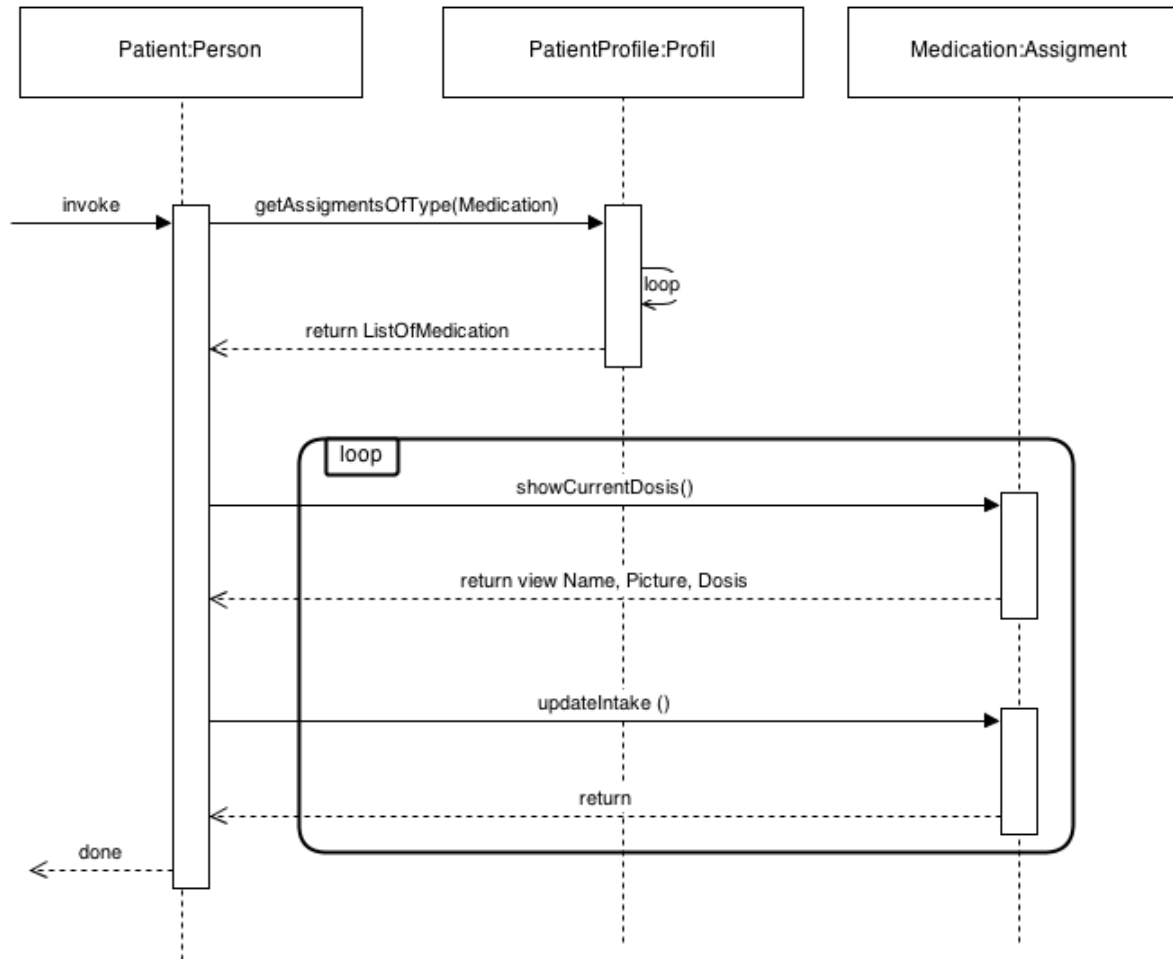 Patient:Person
PatientProfile:Profil
Medication:Assigment
invoke
getAssigmentsOfType(Medication)
loop
return ListOfMedication
loop
showCurrentDosis()
return view Name, Picture, Dosis
updateIntake ()
return
done